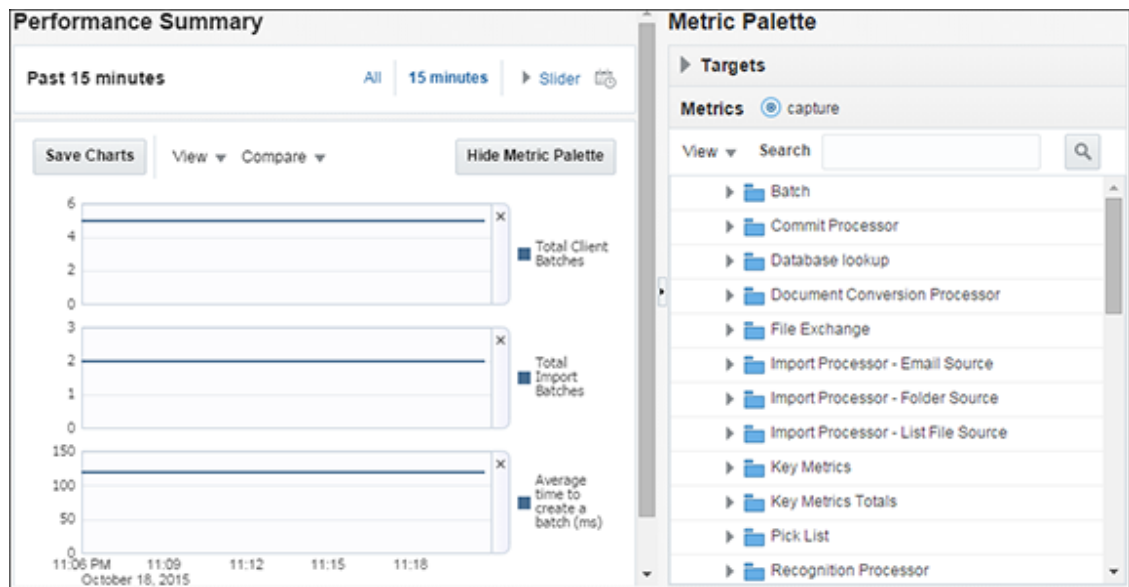 Performance Summary
Past 15 minutes All 15 minutes Slider
Save Charts View Compare Hide Metric Palette
6
4
2
0
Total Client
Batches
3
2
1
0
Total
Import
Batches
150
100
50
0
Average
time to
create a
batch (ms)
11:06 PM 11:09 11:12 11:15 11:18
October 18, 2015
Metric Palette
Targets
Metrics capture
View Search
Batch
Commit Processor
Database lookup
Document Conversion Processor
File Exchange
Import Processor - Email Source
Import Processor - Folder Source
Import Processor - List File Source
Key Metrics
Key Metrics Totals
Pick List
Recognition Processor